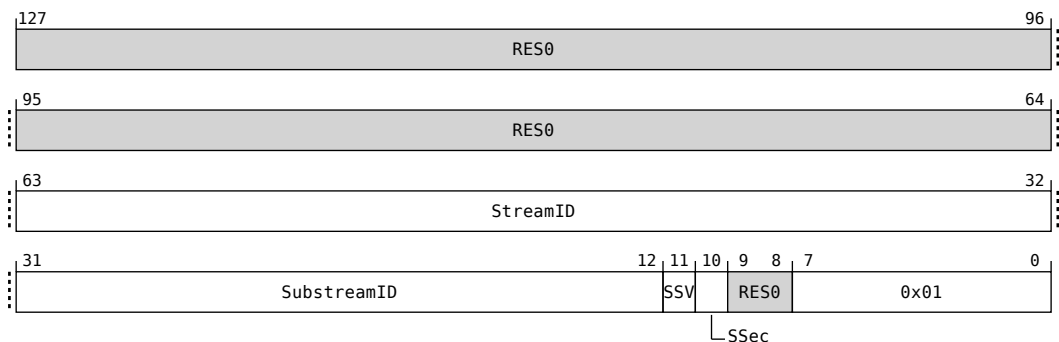 127 96
RES0
95 64
RES0
63 32
StreamID
31 12 11 10 9 8 7 0
SubstreamID SSV RES0 0x01
SSec